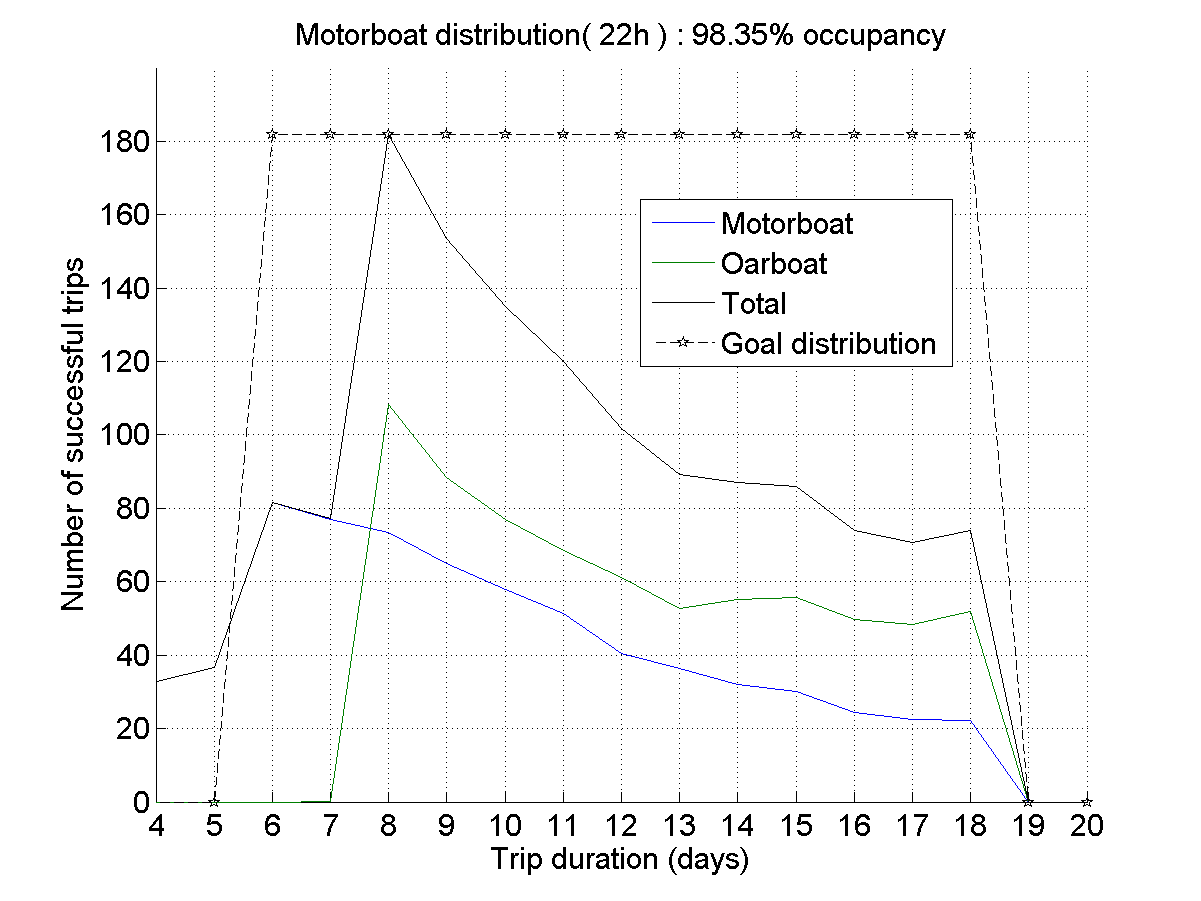 Motorboat distribution( 22h ) : 98.35% occupancy
180
160
140
120
100
80
60
40
20
0
Number of successful trips
Motorboat
Oarboat
Total
Goal distribution
4 5 6 7 8 9 10 11 12 13 14 15 16 17 18 19 20
Trip duration (days)